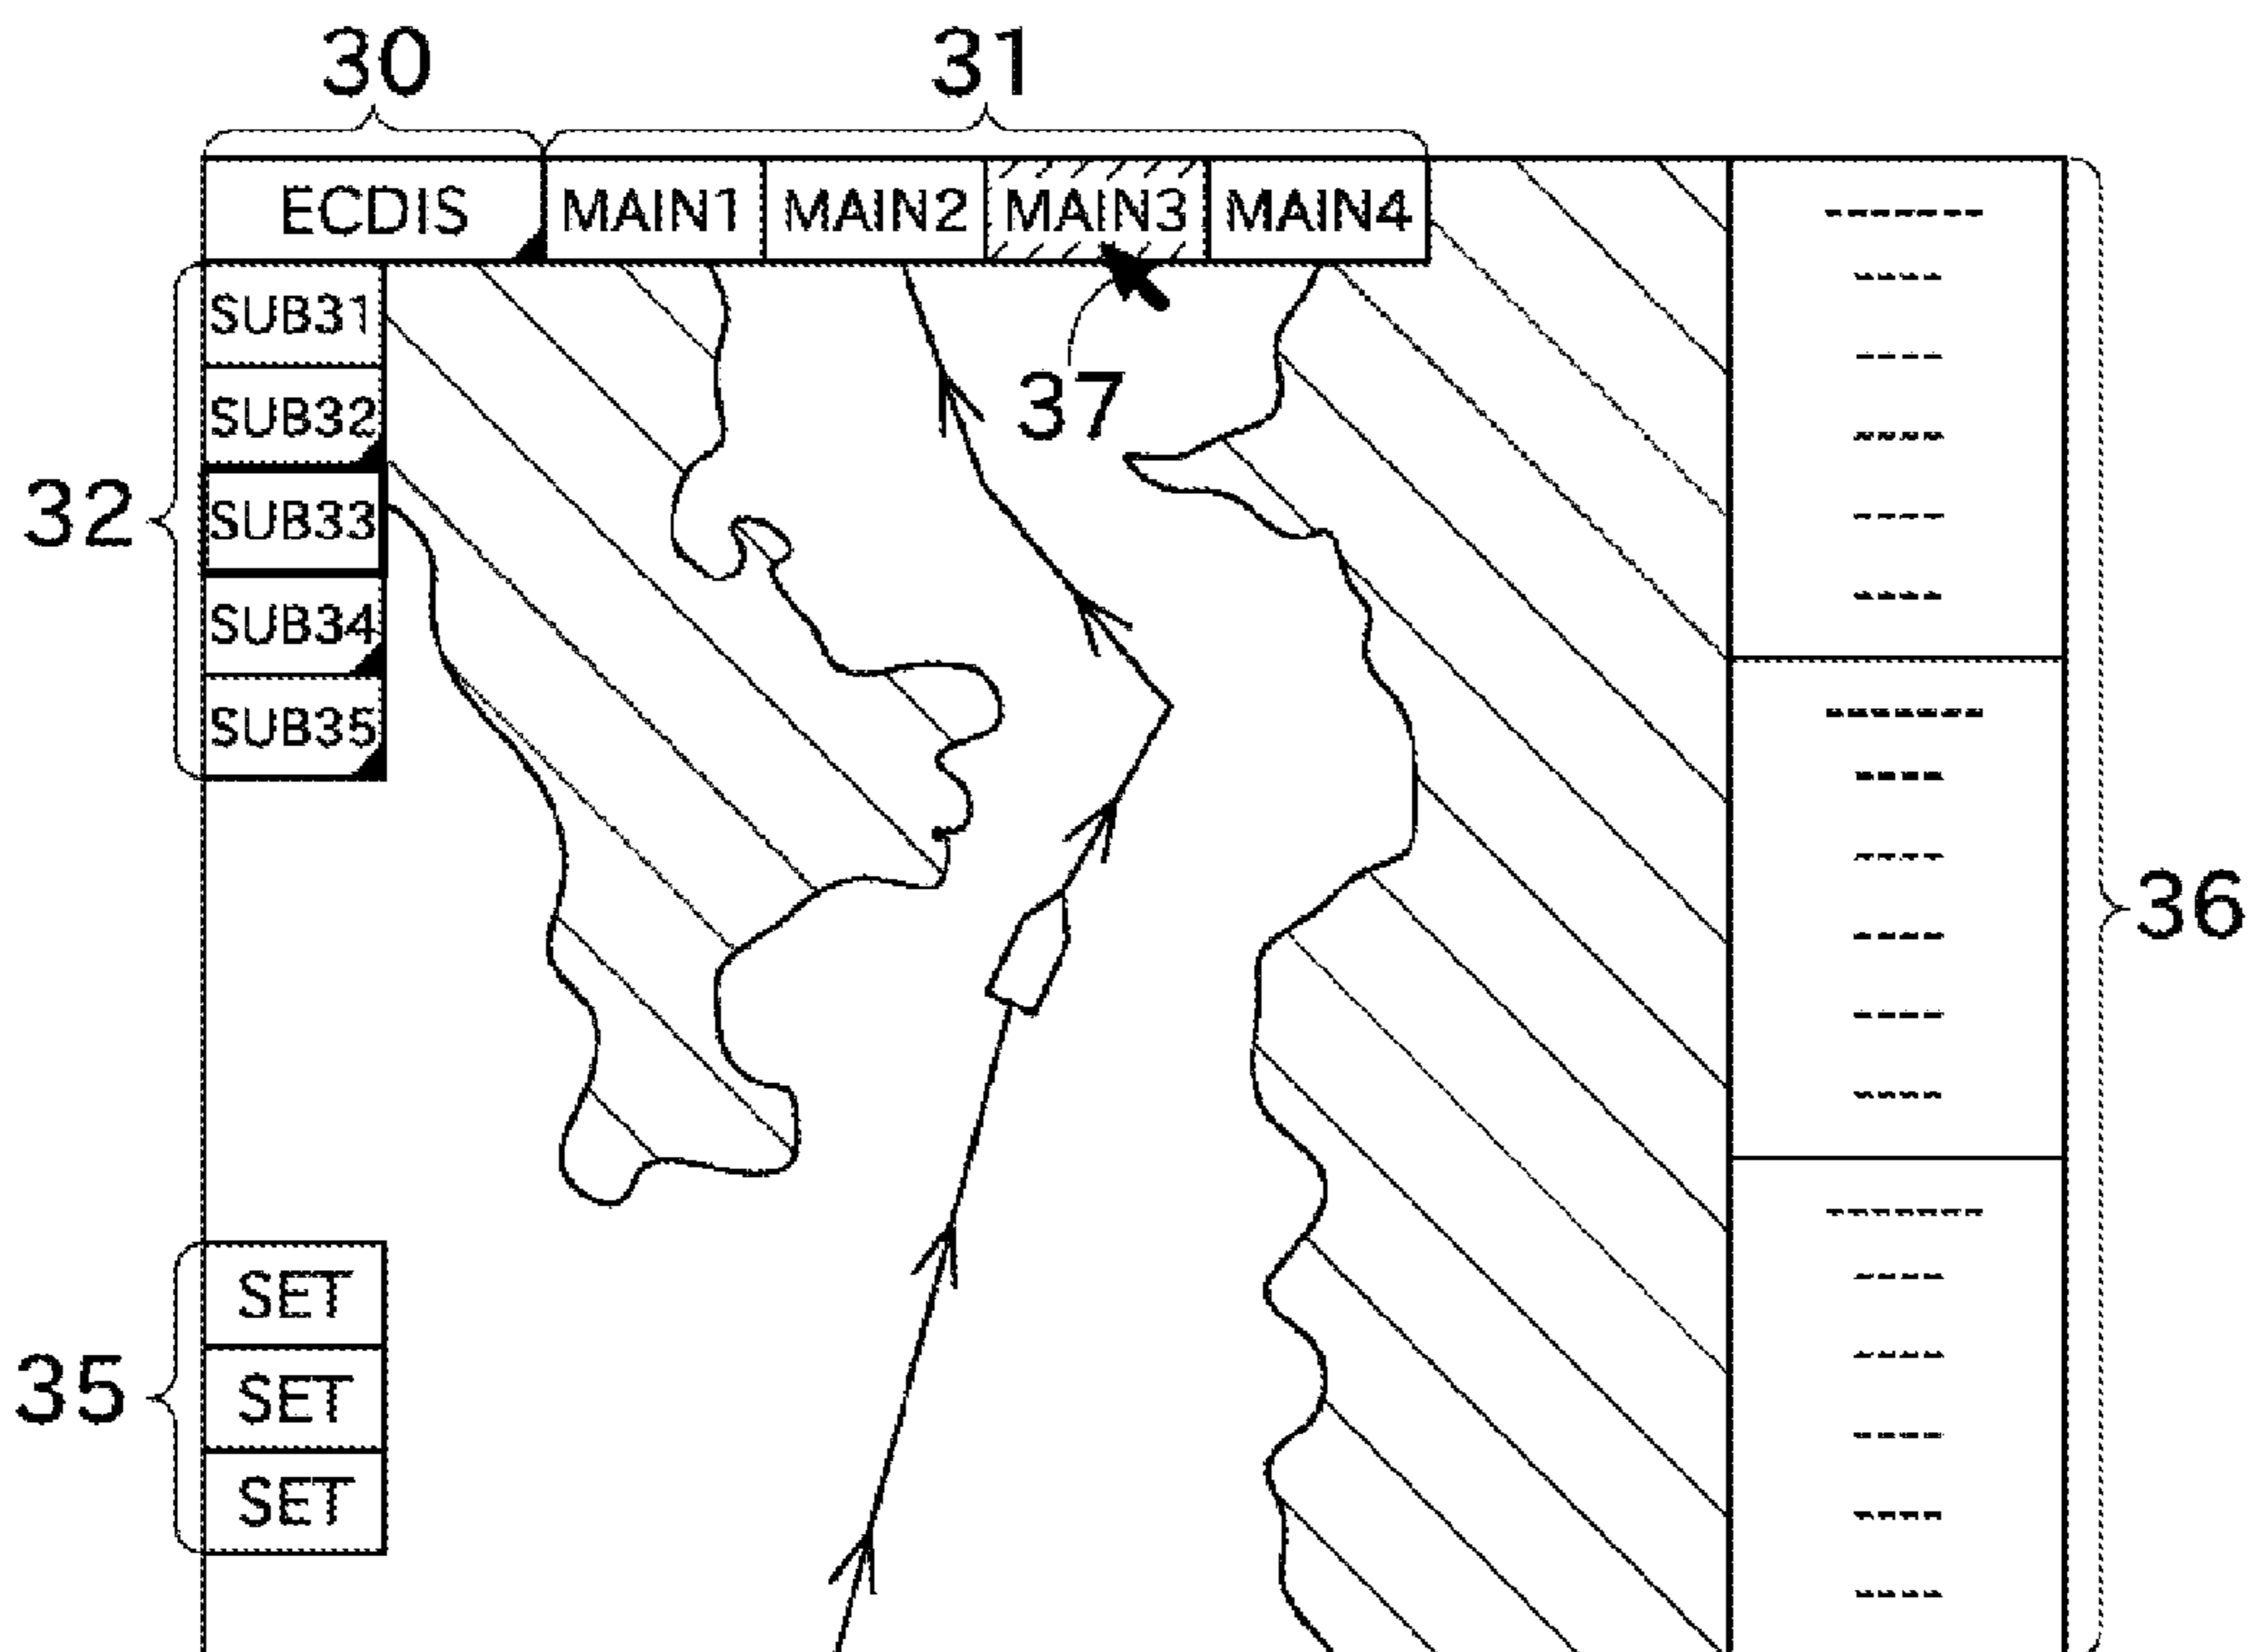 30 31
ECDIS MAIN1 MAIN2 MAIN3 MAIN4
SUB31
37
SUB32
32
SUB33
SUB34
SUB35
36
SET
35
SET
SET